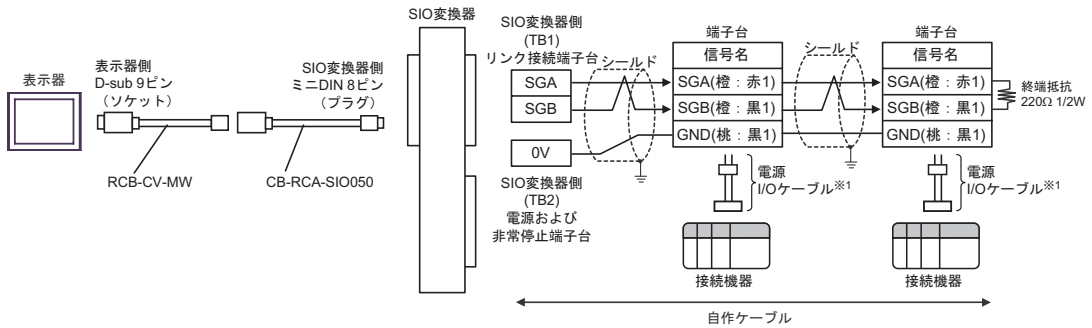 SIO変換器
表示器
表示器側
D-sub 9ピン
（ソケット）
SIO変換器側
ミニDIN 8ピン
（プラグ）
RCB-CV-MW
CB-RCA-SIO050
SIO変換器側
(TB1)
リンク接続端子台
SGA
SGB
0V
SIO変換器側
(TB2)
電源および
非常停止端子台
シールド
端子台
信号名
SGA(橙：赤1)
SGB(橙：黒1)
GND(桃：黒1)
電源
I/Oケーブル※1
接続機器
シールド
端子台
信号名
SGA(橙：赤1)
SGB(橙：黒1)
GND(桃：黒1)
終端抵抗
220Ω 1/2W
電源
I/Oケーブル※1
接続機器
自作ケーブル